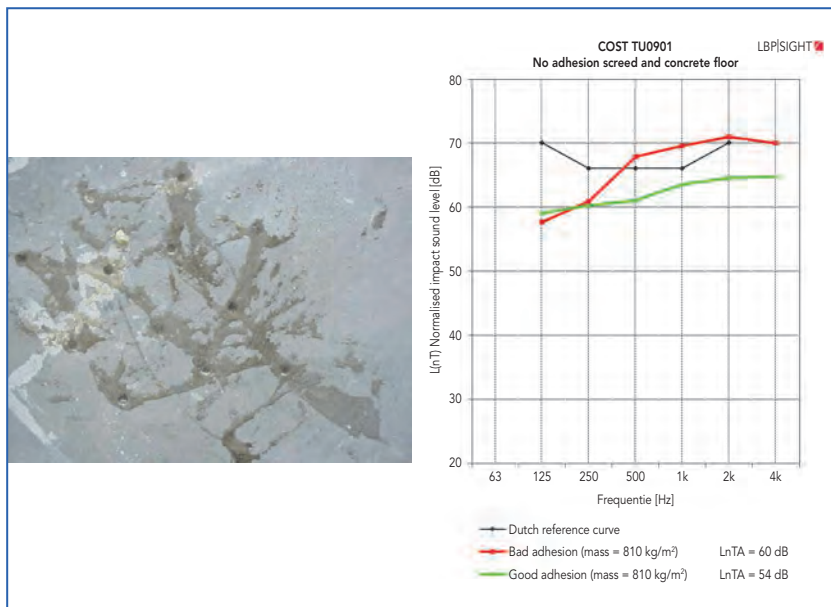 COST TU0901
LBP|SIGHT
No adhesion screed and concrete floor
80
70
60
50
40
30
20
L(nT) Normalised impact sound level [dB]
63 125 250 500 1k 2k 4k
Frequentie [Hz]
Dutch reference curve
Bad adhesion (mass = 810 kg/m²) LnTA = 60 dB
Good adhesion (mass = 810 kg/m²) LnTA = 54 dB